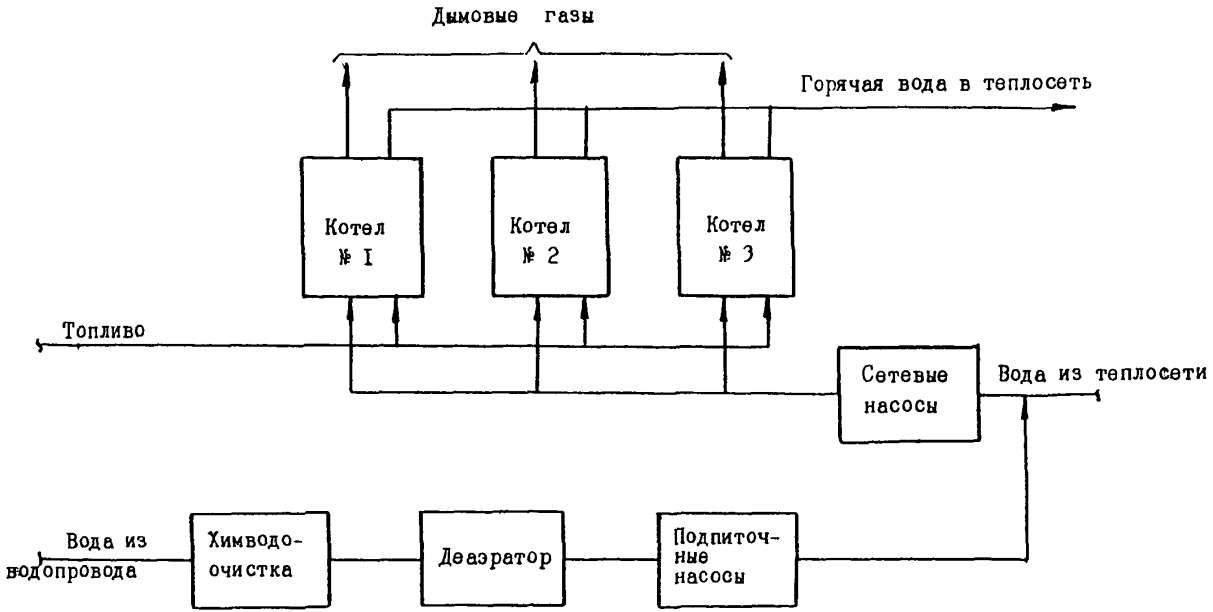 Дымовые газы
Горячая вода в теплосеть
Котел
№ I
Котел
№ 2
Котел
№ 3
Топливо
Сетевые
насосы
Вода из теплосети
Вода из
водопровода
Химводо-
очистка
Деаэратор
Подпиточ-
ные
насосы